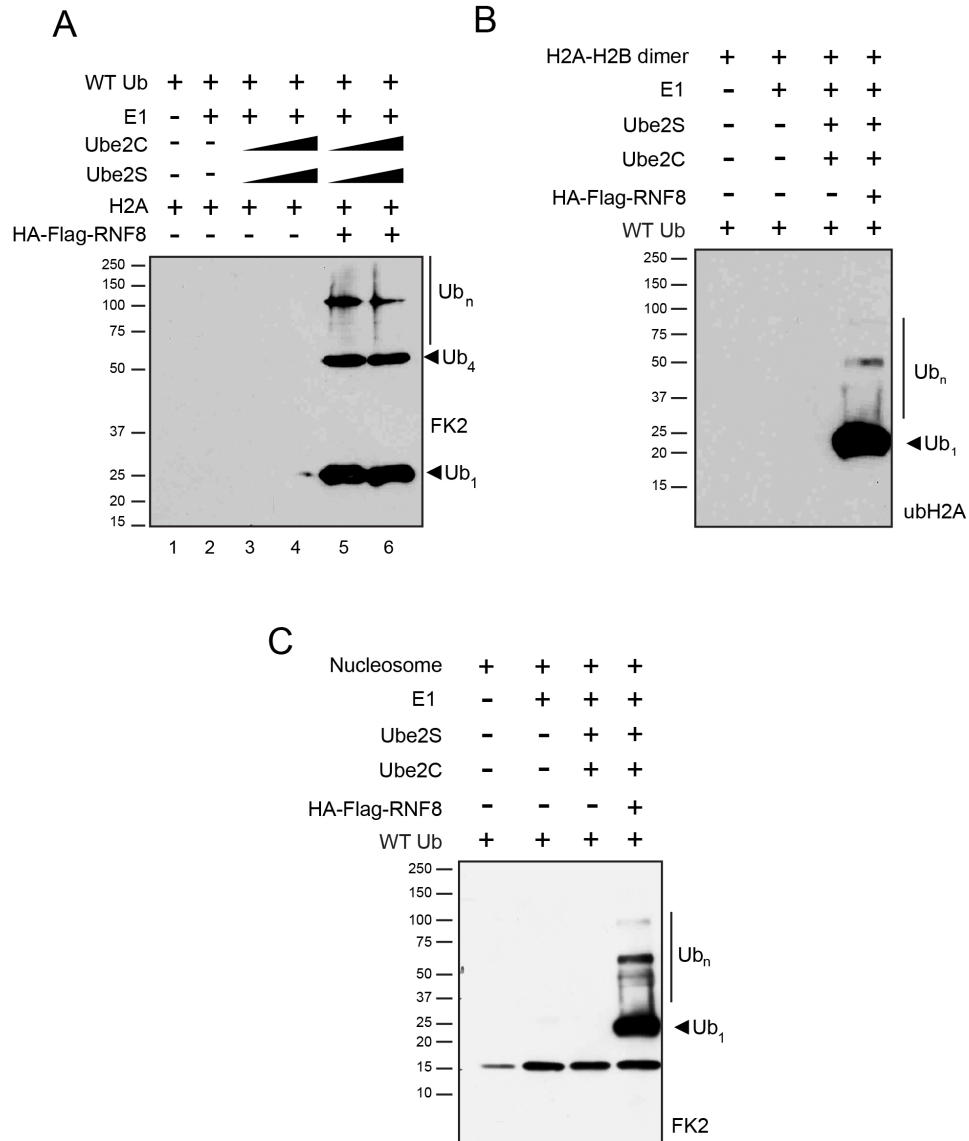 A
WT Ub + + + + + +
E1 - + + + + +
Ube2C - -
Ube2S - -
H2A + + + + + +
HA-Flag-RNF8 - - - - + +
250
150
100
75
50
37
25
20
15
Ubn
Ub4
FK2
Ub1
1 2 3 4 5 6
B
H2A-H2B dimer + + + +
E1 - + + +
Ube2S - - + +
Ube2C - - + +
HA-Flag-RNF8 - - - +
WT Ub + + + +
250
150
100
75
50
37
25
20
15
Ubn
Ub1
ubH2A
C
Nucleosome + + + +
E1 - + + +
Ube2S - - + +
Ube2C - - + +
HA-Flag-RNF8 - - - +
WT Ub + + + +
250
150
100
75
50
37
25
20
15
10
Ubn
Ub1
FK2